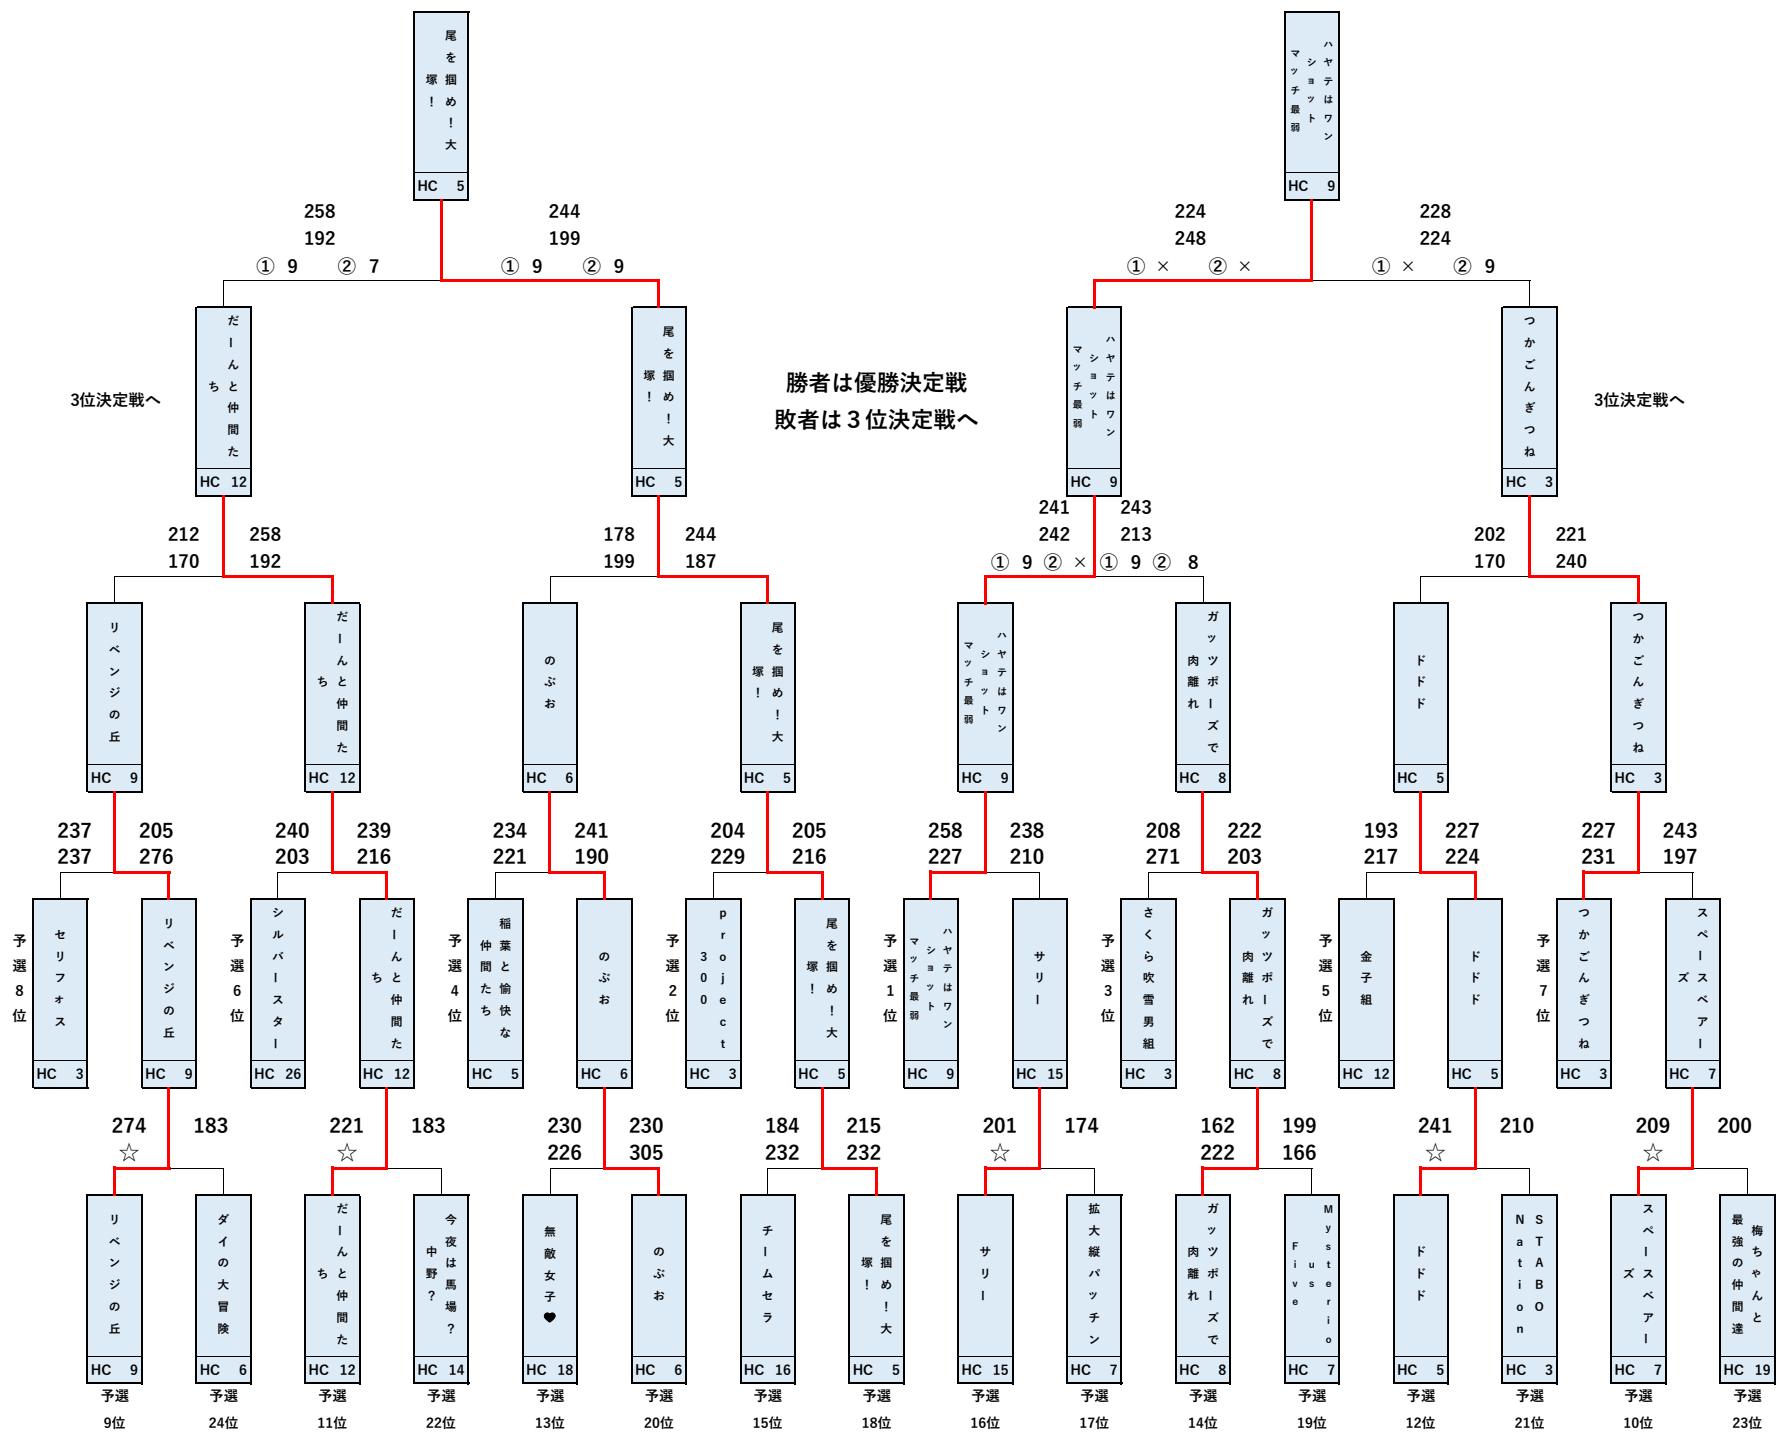 尾を掴め！大塚！
HC 5
ハヤテはワンショットマッチ最弱
HC 9
258
192
① 9 ② 7
244
199
① 9 ② 9
224
248
① × ② ×
228
224
① × ② 9
3位決定戦へ
だーんと仲間たち
HC 12
尾を掴め！大塚！
HC 5
勝者は優勝決定戦
敗者は３位決定戦へ
ハヤテはワンショットマッチ最弱
HC 9
つかごんぎつね
HC 3
3位決定戦へ
212 258
170 192
178 244
199 187
241 243
242 213
① 9 ② × ① 9 ② 8
202 221
170 240
リベンジの丘
HC 9
だーんと仲間たち
HC 12
のぶお
HC 6
尾を掴め！大塚！
HC 5
ハヤテはワンショットマッチ最弱
HC 9
ガッツポーズで肉離れ
HC 8
ドドド
HC 5
つかごんぎつね
HC 3
237 205
237 276
240 239
203 216
234 241
221 190
204 205
229 216
258 238
227 210
208 222
271 203
193 227
217 224
227 243
231 197
予選8位
セリフォス
HC 3
リベンジの丘
HC 9
予選6位
シルバースター
HC 26
だーんと仲間たち
HC 12
予選4位
稲葉と愉快な仲間たち
HC 5
のぶお
HC 6
予選2位
project300
HC 3
尾を掴め！大塚！
HC 5
予選1位
ハヤテはワンショットマッチ最弱
HC 9
サリー
HC 15
予選3位
さくら吹雪男組
HC 3
ガッツポーズで肉離れ
HC 8
予選5位
金子組
HC 12
ドドド
HC 5
予選7位
つかごんぎつね
HC 3
スペースベアーズ
HC 7
274 183
☆
221 183
☆
230 230
226 305
184 215
232 232
201 174
☆
162 199
222 166
241 210
☆
209 200
☆
リベンジの丘
HC 9
予選
9位
ダイの大冒険
HC 6
予選
24位
だーんと仲間たち
HC 12
予選
11位
今夜は馬場？中野？
HC 14
予選
22位
無敵女子♥
HC 18
予選
13位
のぶお
HC 6
予選
20位
チームセラ
HC 16
予選
15位
尾を掴め！大塚！
HC 5
予選
18位
サリー
HC 15
予選
16位
拡大縦パッチン
HC 7
予選
17位
ガッツポーズで肉離れ
HC 8
予選
14位
Mysterious Five
HC 7
予選
19位
ドドド
HC 5
予選
12位
STABO Nation
HC 3
予選
21位
スペースベアーズ
HC 7
予選
10位
梅ちゃんと最強の仲間達
HC 19
予選
23位